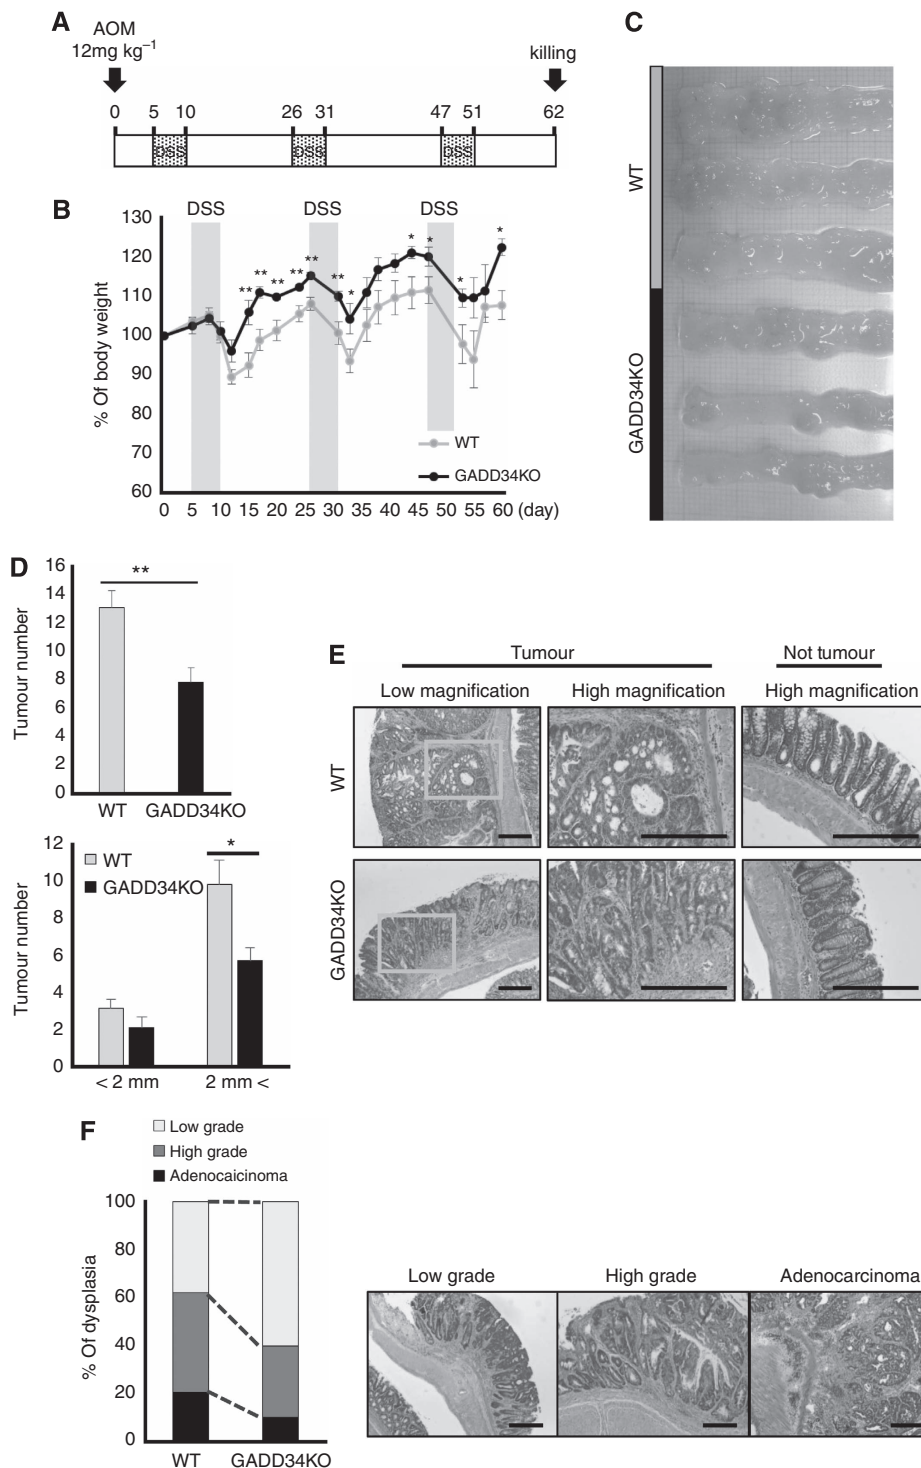 A
AOM
12mg kg–1
killing
0 5 10 26 31 47 51 62
DSS DSS DSS
B
DSS DSS DSS
130
120
110
100
90
80
70
60
% Of body weight
** ** ** ** ** ** * * * * *
WT
GADD34KO
0 5 10 15 20 25 30 35 40 45 50 55 60 (day)
C
WT
GADD34KO
D
16
14
12
10
8
6
4
2
0
Tumour number
**
WT GADD34KO
12
10
8
6
4
2
0
Tumour number
WT
GADD34KO
*
< 2 mm 2 mm <
E
Tumour Not tumour
Low magnification High magnification High magnification
WT
GADD34KO
F
Low grade
High grade
Adenocaicinoma
100
80
60
40
20
0
% Of dysplasia
WT GADD34KO
Low grade High grade Adenocarcinoma